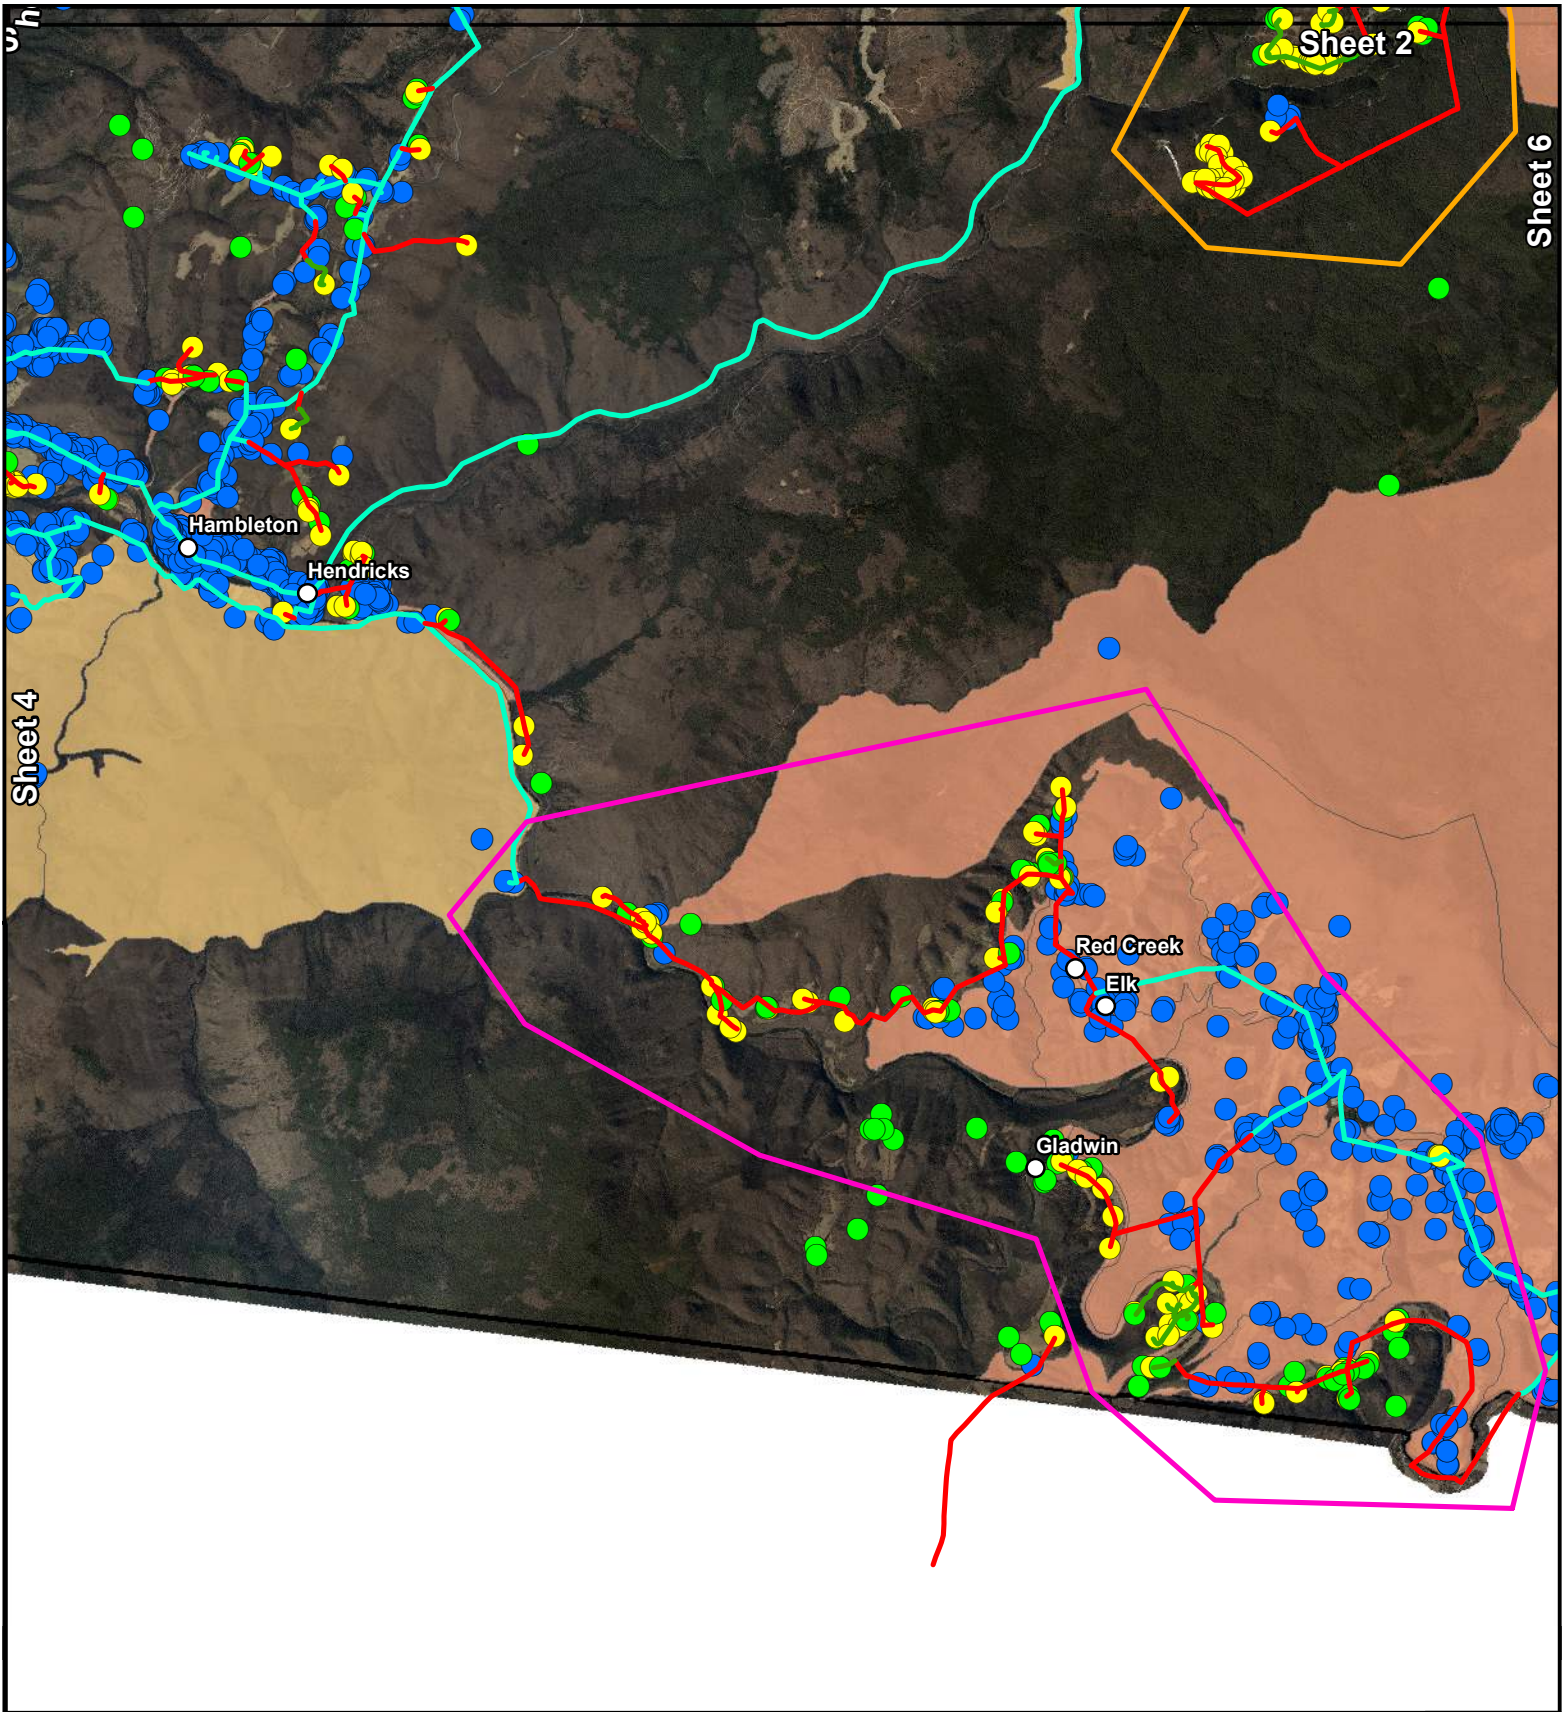 Sheet 2
Sheet 6
Hambleton
Hendricks
Sheet 4
Red Creek
Elk
Gladwin